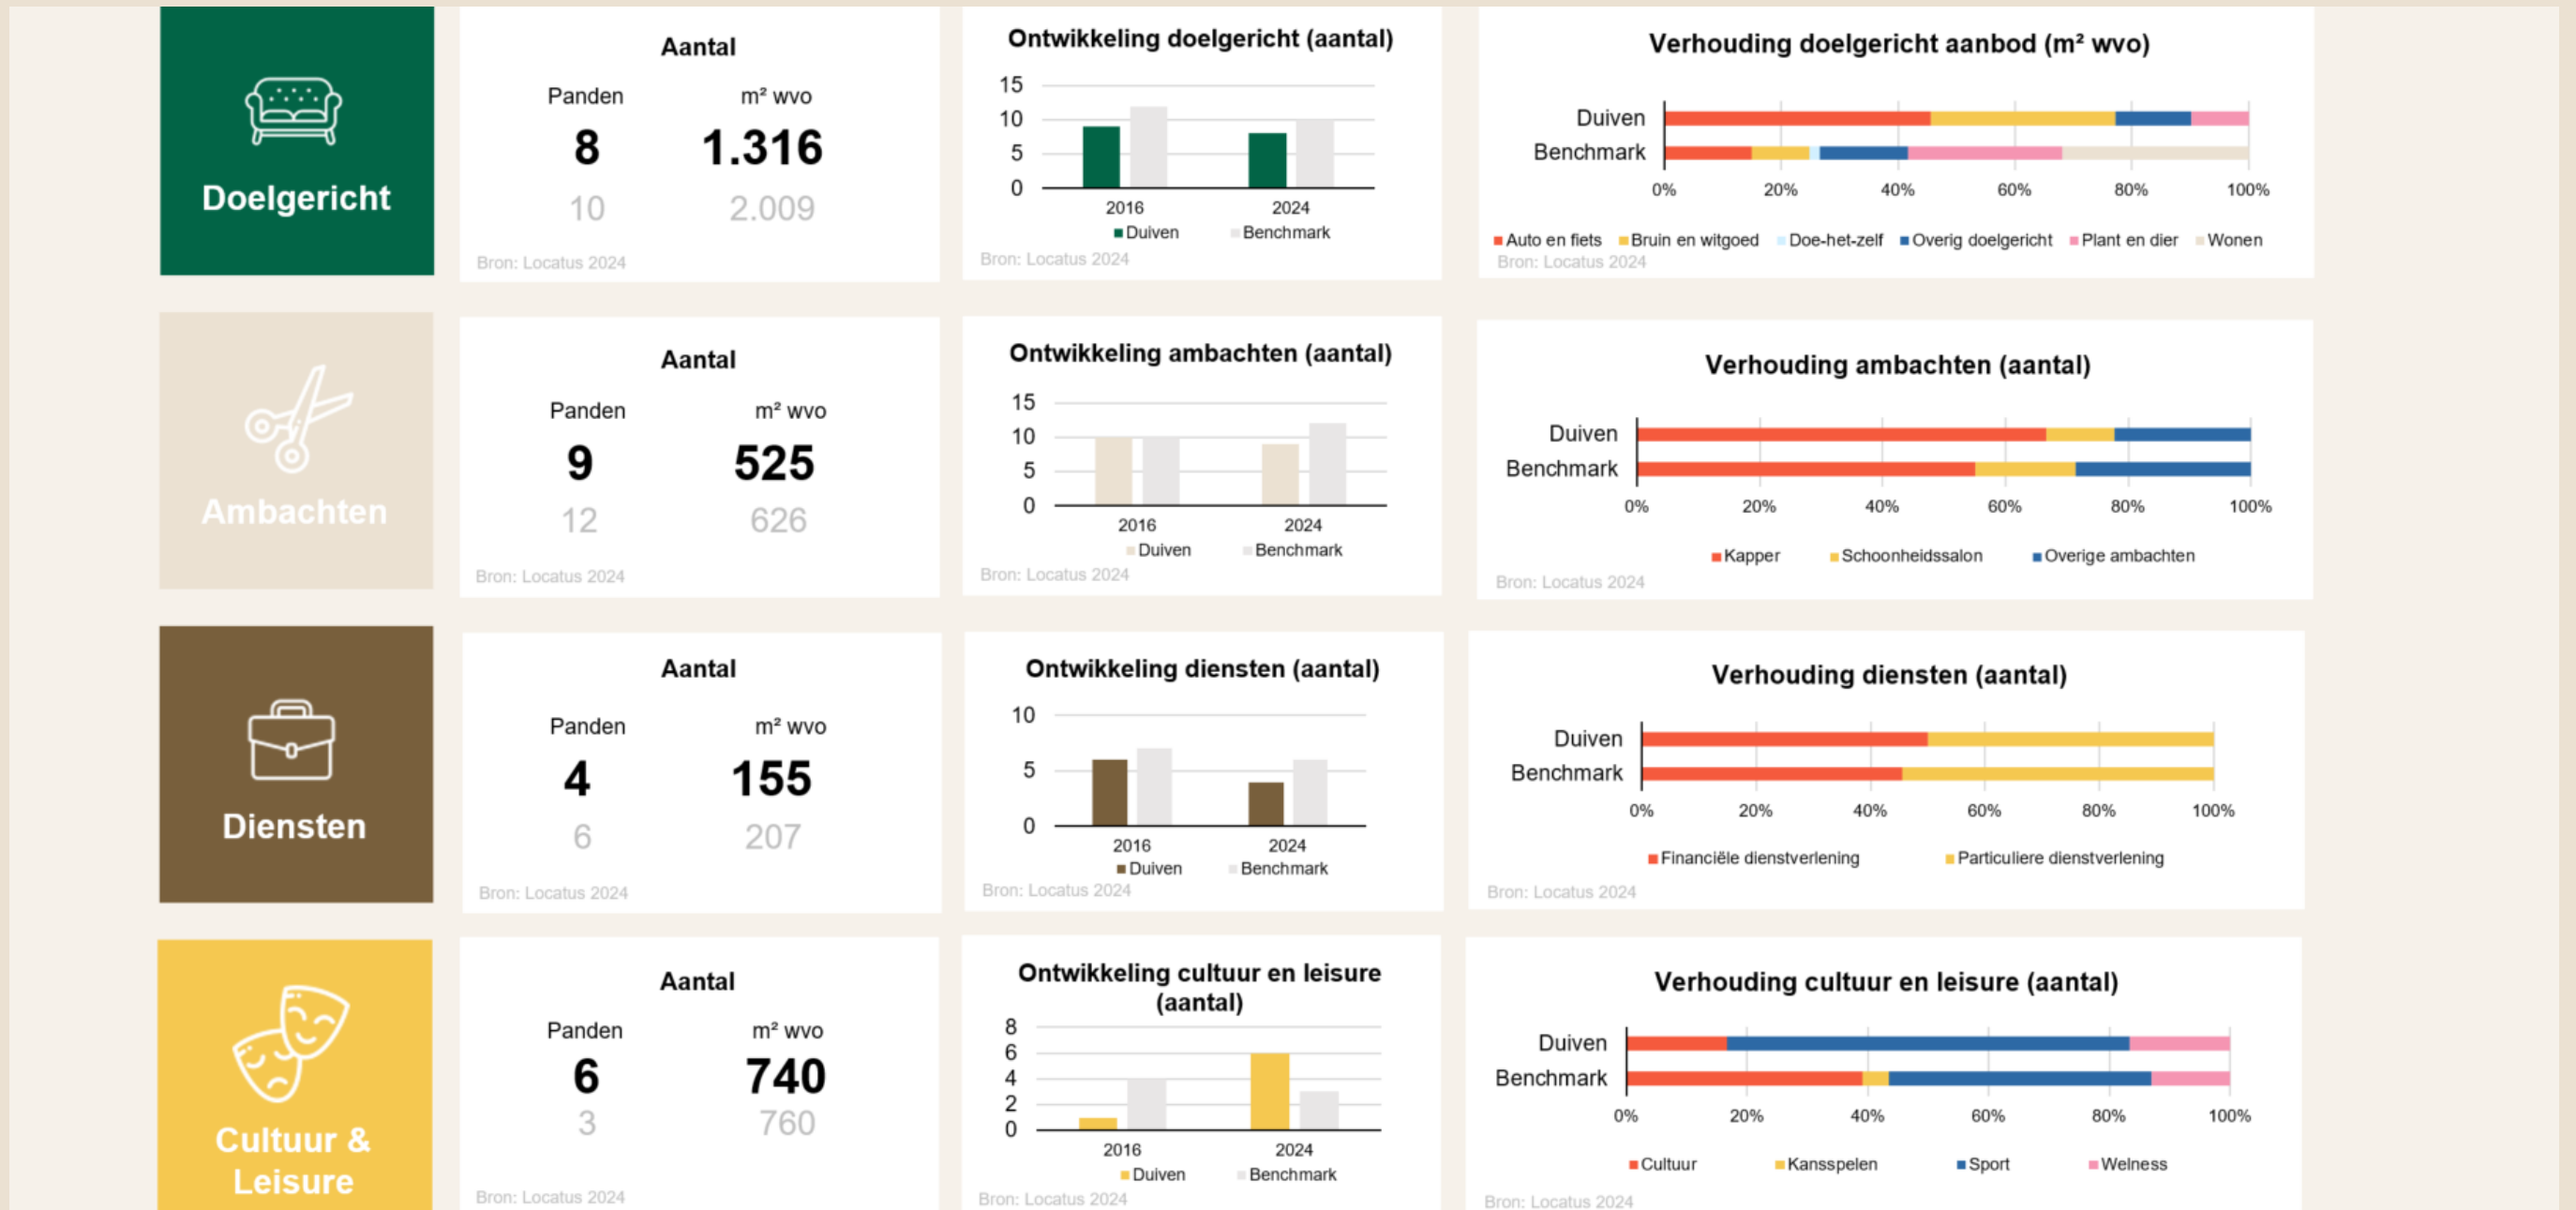 Doelgericht
Aantal
Panden m² wvo
8 1.316
10 2.009
Bron: Locatus 2024
Ontwikkeling doelgericht (aantal)
15
10
5
0
2016 2024
Duiven Benchmark
Bron: Locatus 2024
Verhouding doelgericht aanbod (m² wvo)
Duiven
Benchmark
0% 20% 40% 60% 80% 100%
Auto en fiets Bruin en witgoed Doe-het-zelf Overig doelgericht Plant en dier Wonen
Bron: Locatus 2024
Ambachten
Aantal
Panden m² wvo
9 525
12 626
Bron: Locatus 2024
Ontwikkeling ambachten (aantal)
15
10
5
0
2016 2024
Duiven Benchmark
Bron: Locatus 2024
Verhouding ambachten (aantal)
Duiven
Benchmark
0% 20% 40% 60% 80% 100%
Kapper Schoonheidssalon Overige ambachten
Bron: Locatus 2024
Diensten
Aantal
Panden m² wvo
4 155
6 207
Bron: Locatus 2024
Ontwikkeling diensten (aantal)
10
5
0
2016 2024
Duiven Benchmark
Bron: Locatus 2024
Verhouding diensten (aantal)
Duiven
Benchmark
0% 20% 40% 60% 80% 100%
Financiële dienstverlening Particuliere dienstverlening
Bron: Locatus 2024
Cultuur &
Leisure
Aantal
Panden m² wvo
6 740
3 760
Bron: Locatus 2024
Ontwikkeling cultuur en leisure
(aantal)
8
6
4
2
0
2016 2024
Duiven Benchmark
Bron: Locatus 2024
Verhouding cultuur en leisure (aantal)
Duiven
Benchmark
0% 20% 40% 60% 80% 100%
Cultuur Kansspelen Sport Welness
Bron: Locatus 2024